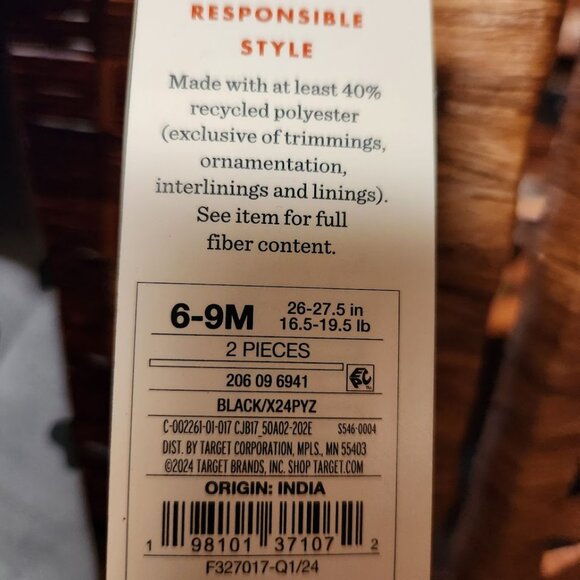 RESPONSIBLE
STYLE
Made with at least 40%
recycled polyester
(exclusive of trimmings,
ornamentation,
interlinings and linings).
See item for full
fiber content.
6-9M
26-27.5 in
16.5-19.5 lb
2 PIECES
206 09 6941
BLACK/X24PYZ
C-002261-01-017 CJB17_50A02-202E S546-0004
DIST. BY TARGET CORPORATION, MPLS., MN 55403
©2024 TARGET BRANDS, INC. SHOP TARGET.COM
ORIGIN: INDIA
1 98101 37107 2
F327017-Q1/24